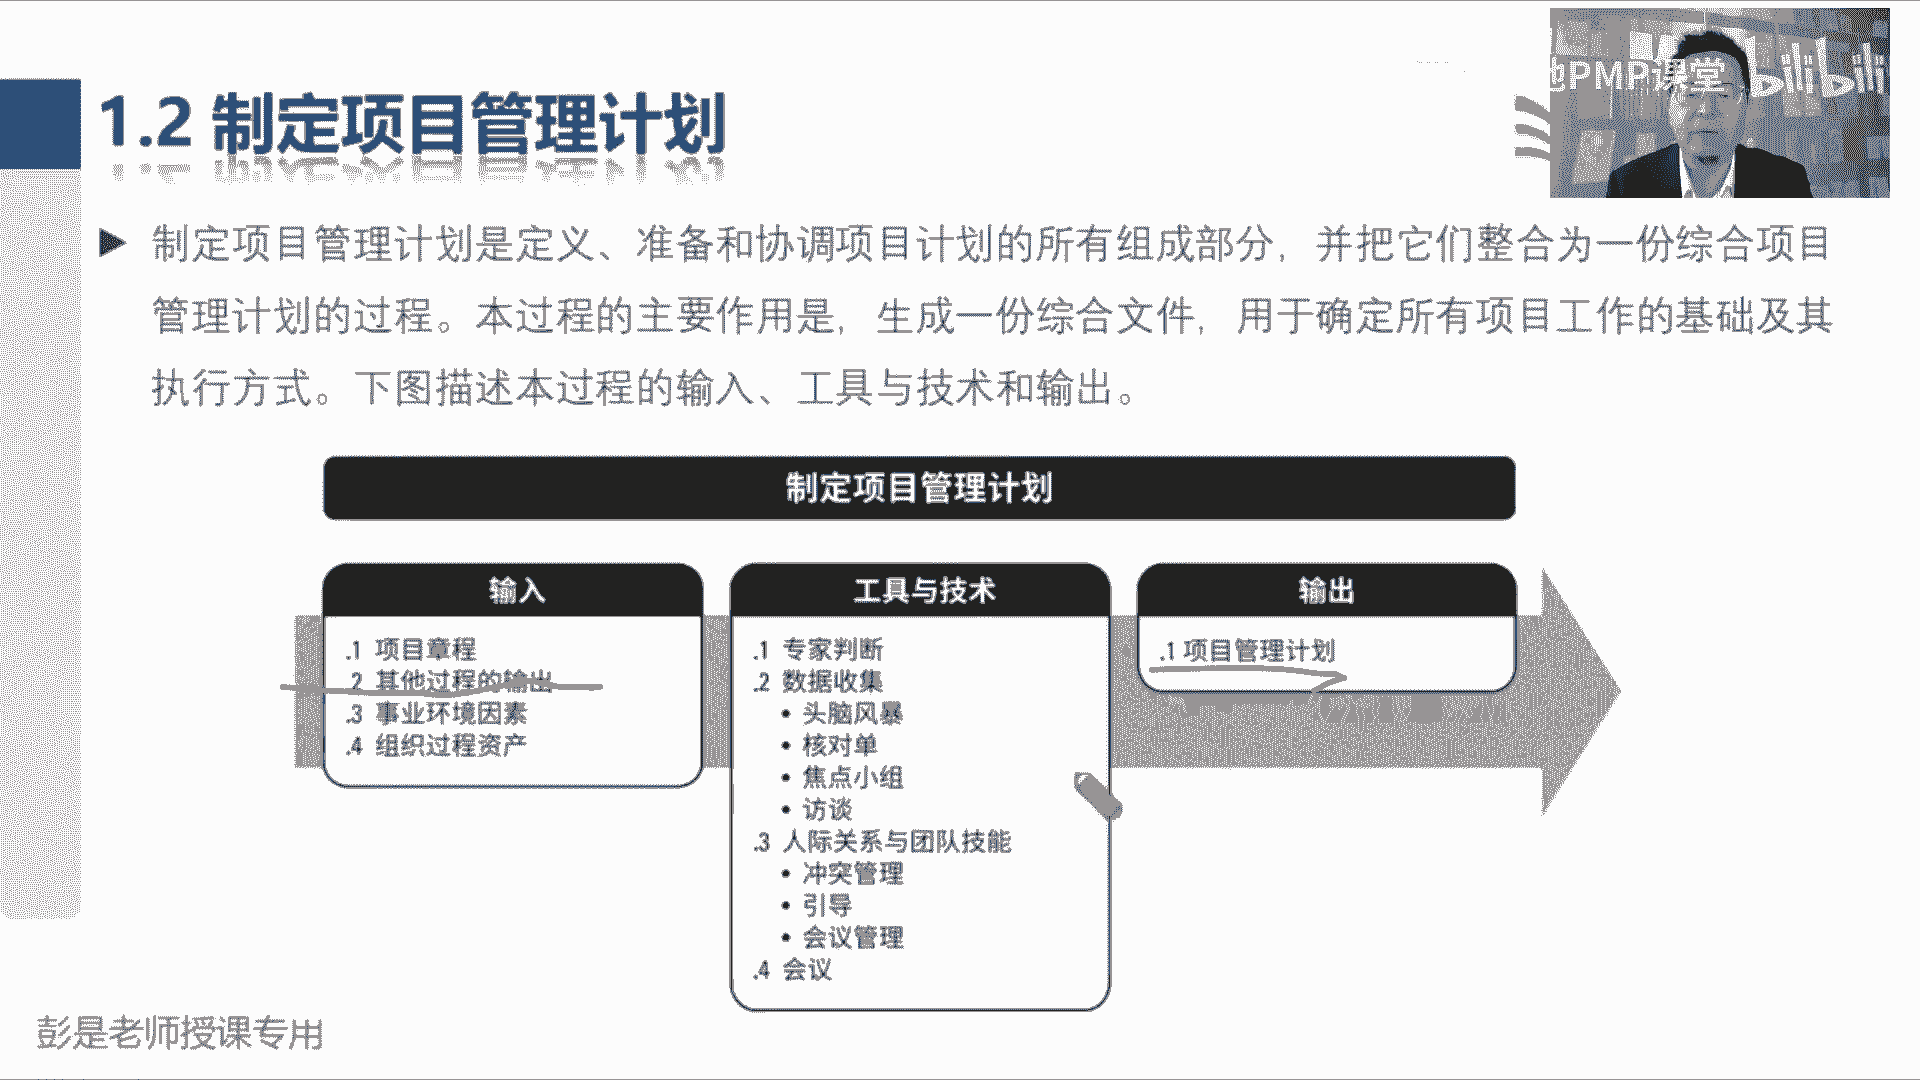 PMP课堂 bilibili
1.2 制定项目管理计划
制定项目管理计划是定义、准备和协调项目计划的所有组成部分，并把它们整合为一份综合项目
管理计划的过程。本过程的主要作用是，生成一份综合文件，用于确定所有项目工作的基础及其
执行方式。下图描述本过程的输入、工具与技术和输出。
制定项目管理计划
输入
.1 项目章程
.2 其他过程的输出
.3 事业环境因素
.4 组织过程资产
工具与技术
.1 专家判断
.2 数据收集
• 头脑风暴
• 核对单
• 焦点小组
• 访谈
.3 人际关系与团队技能
• 冲突管理
• 引导
• 会议管理
.4 会议
输出
.1 项目管理计划
彭是老师授课专用